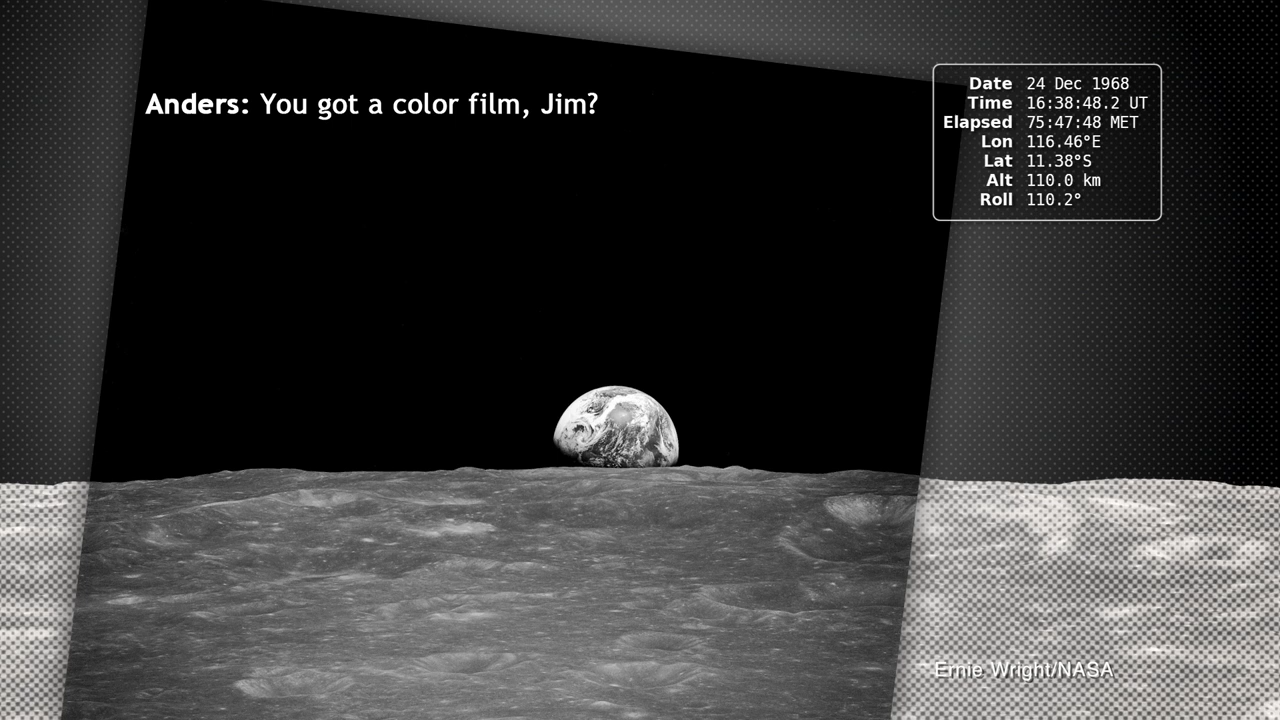 Anders: You got a color film, Jim?
Date 24 Dec 1968
Time 16:38:48.2 UT
Elapsed 75:47:48 MET
Lon 116.46°E
Lat 11.38°S
Alt 110.0 km
Roll 110.2°
Ernie Wright/NASA